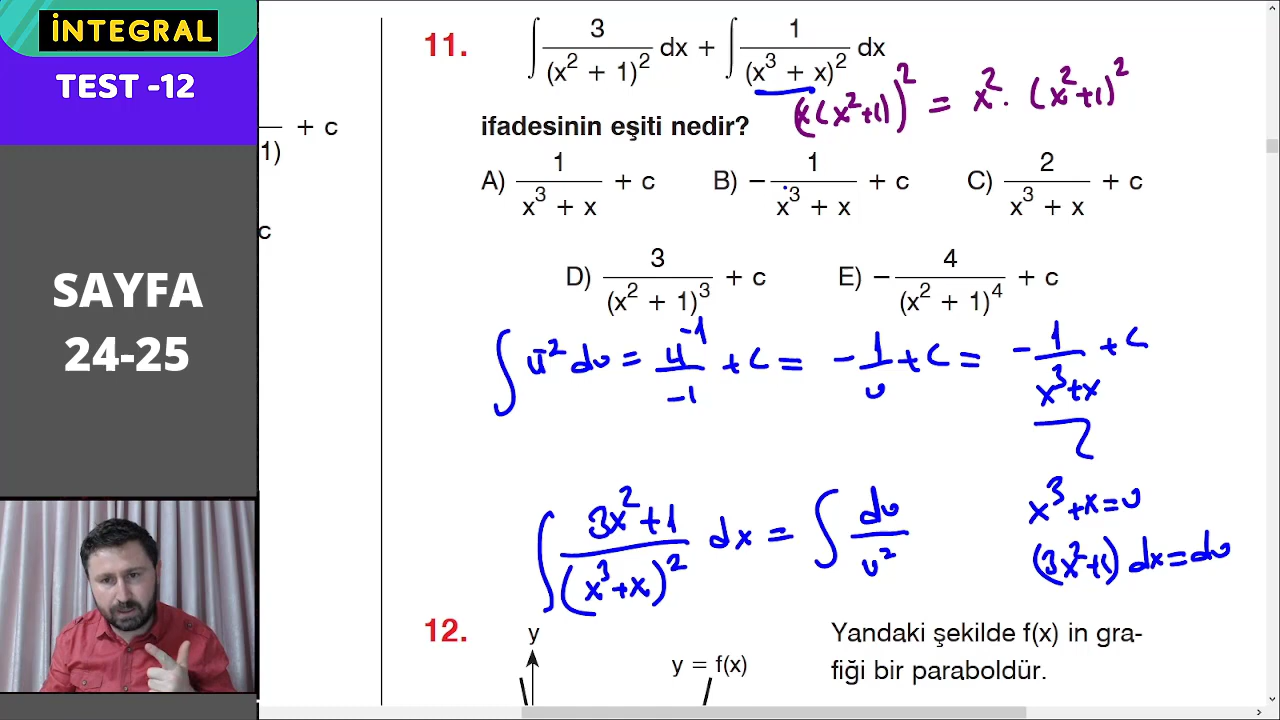 İNTEGRAL
TEST -12
SAYFA
24-25
+ c
1)
c
11. ∫ 3/(x² + 1)² dx + ∫ 1/(x³ + x)² dx
(x(x²+1))² = x² · (x²+1)²
ifadesinin eşiti nedir?
A) 1/(x³ + x) + c B) − 1/(x³ + x) + c C) 2/(x³ + x) + c
D) 3/(x² + 1)³ + c E) − 4/(x² + 1)⁴ + c
∫ u⁻² du = u⁻¹/−1 + c = − 1/u + c = − 1/(x³+x) + c
∫ (3x²+1)/(x³+x)² dx = ∫ du/u²
x³+x=u
(3x²+1) dx = du
12. Yandaki şekilde f(x) in gra-
fiği bir paraboldür.
y
y = f(x)